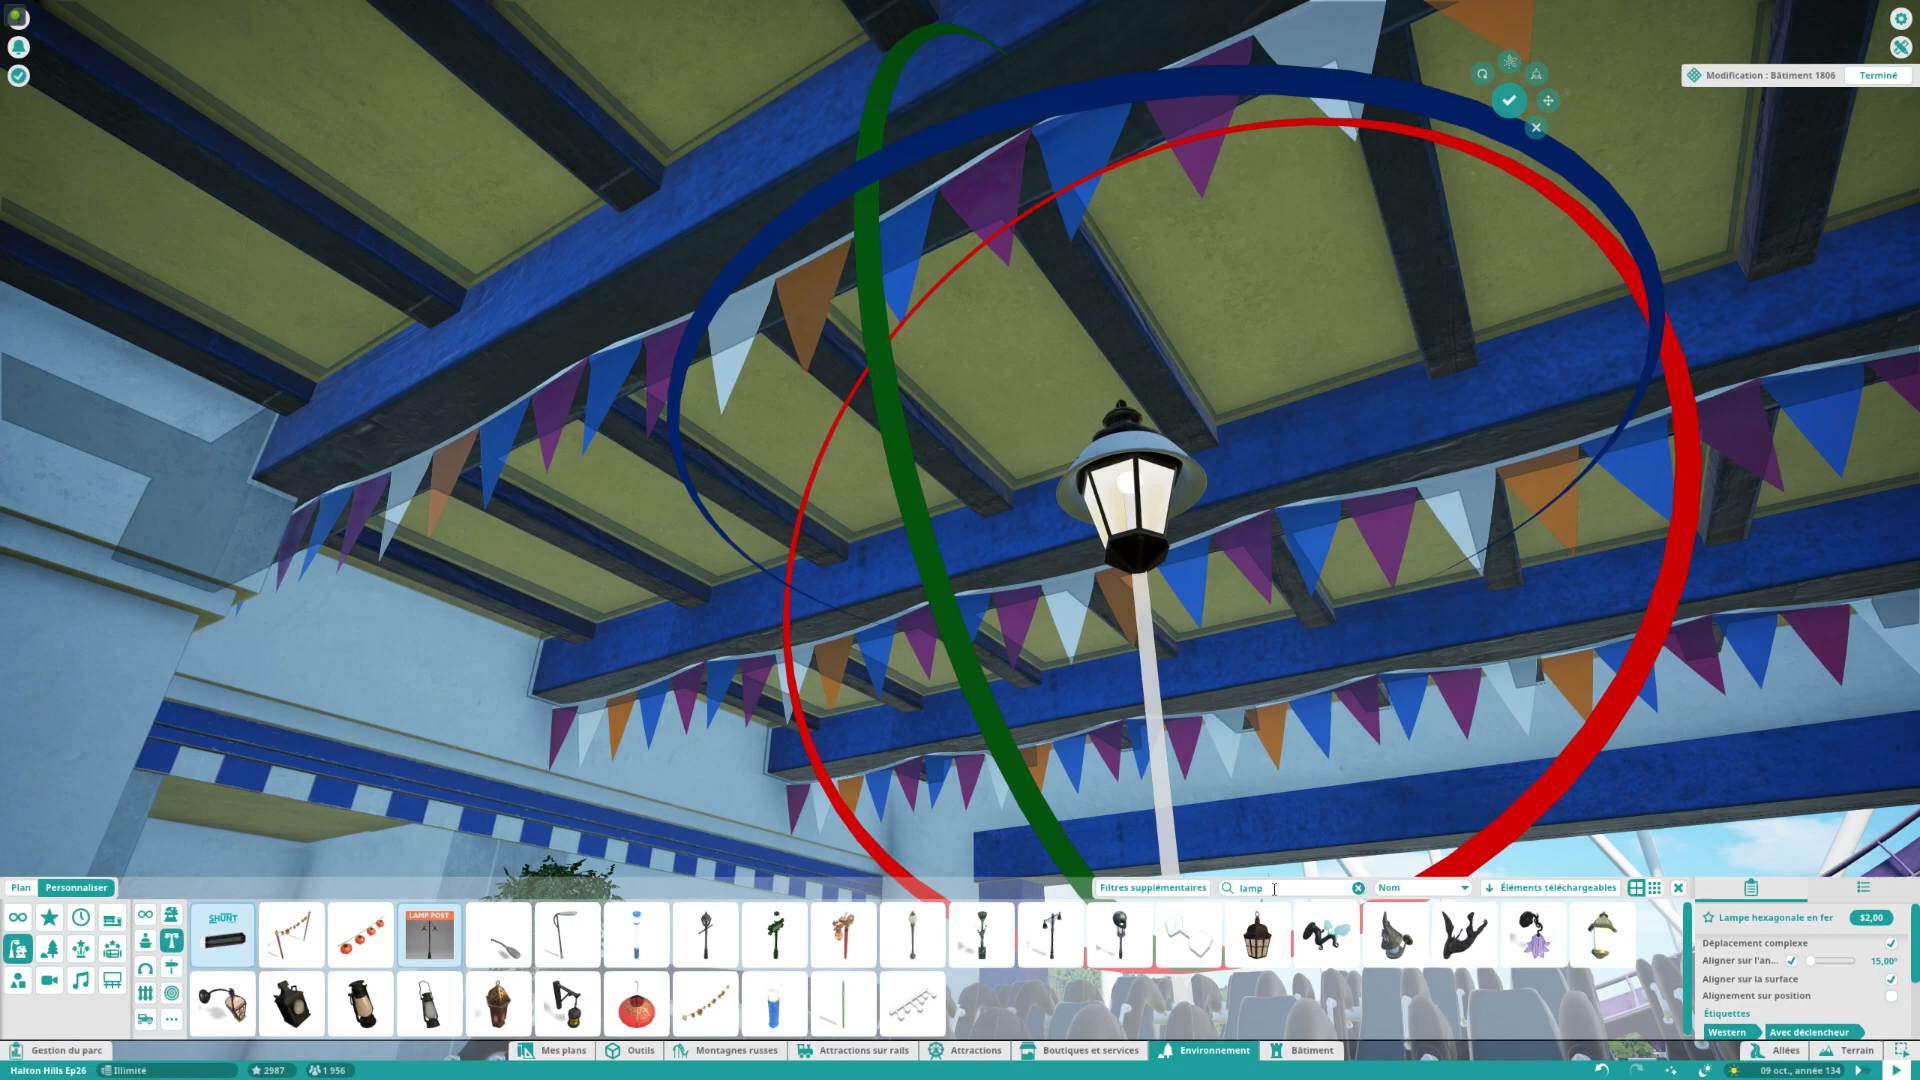 Modification : Bâtiment 1806
Terminé
Plan
Personnaliser
Filtres supplémentaires
lamp
Nom
Éléments téléchargeables
SHUNT
LAMP POST
Lampe hexagonale en fer
$2,00
Déplacement complexe
Aligner sur l'an...
15,00°
Aligner sur la surface
Alignement sur position
Étiquettes
Western
Avec déclencheur
Gestion du parc
Mes plans
Outils
Montagnes russes
Attractions sur rails
Attractions
Boutiques et services
Environnement
Bâtiment
Allées
Terrain
Halton Hills Ep26
Illimité
2987
1 956
09 oct., année 134